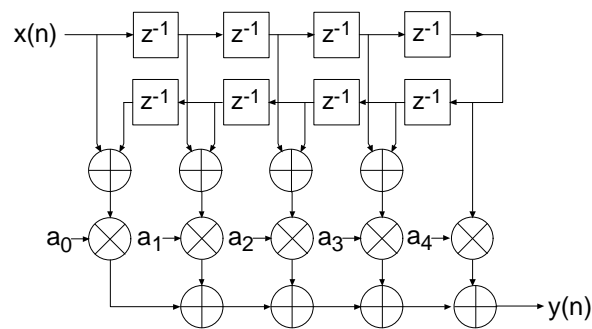 x(n) z⁻¹ z⁻¹ z⁻¹ z⁻¹
z⁻¹ z⁻¹ z⁻¹ z⁻¹
a₀ a₁ a₂ a₃ a₄
y(n)